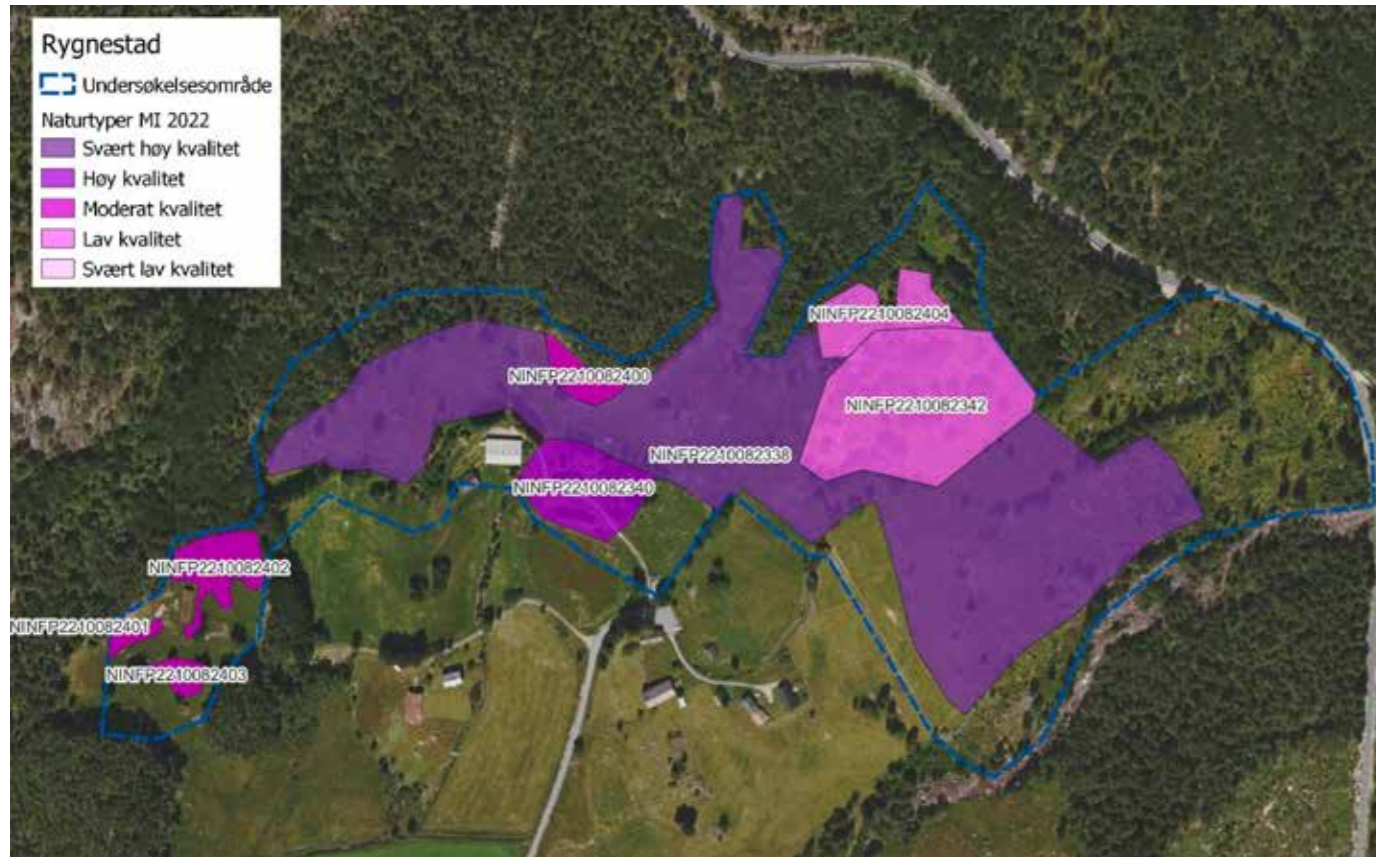 Rygnestad
Undersøkelsesområde
Naturtyper MI 2022
Svært høy kvalitet
Høy kvalitet
Moderat kvalitet
Lav kvalitet
Svært lav kvalitet
NINFP2210082404
NINFP2210082400
NINFP2210082342
NINFP2210082338
NINFP2210082340
NINFP2210082402
NINFP2210082401
NINFP2210082403